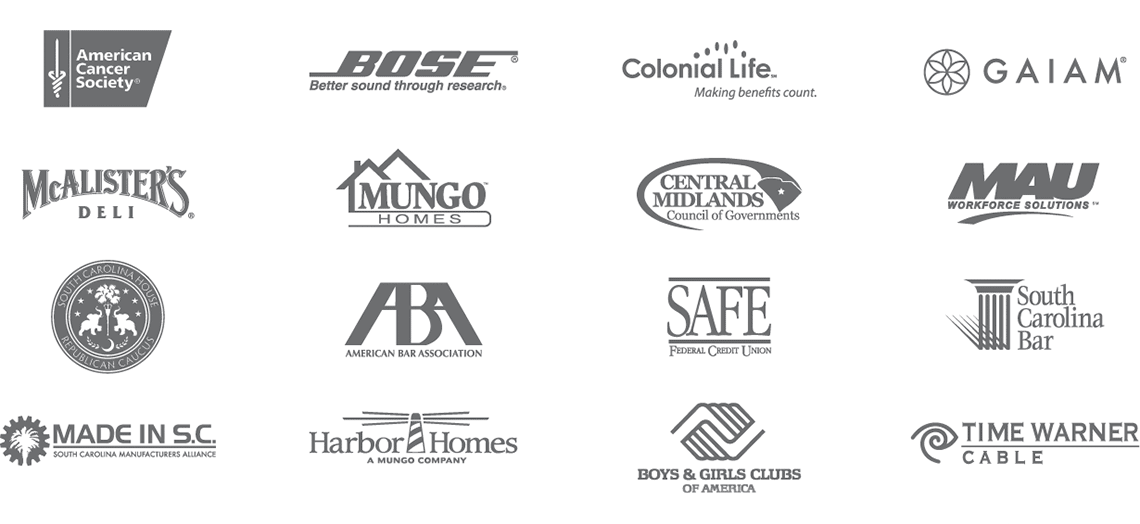 American
Cancer
Society®
BOSE®
Better sound through research®
Colonial Life℠
Making benefits count.
GAIAM®
McALISTER'S
DELI®
MUNGO™
HOMES
CENTRAL
MIDLANDS
Council of Governments
MAU
WORKFORCE SOLUTIONS™
SOUTH CAROLINA HOUSE
REPUBLICAN CAUCUS
ABA
AMERICAN BAR ASSOCIATION
SAFE
FEDERAL CREDIT UNION
South
Carolina
Bar
MADE IN S.C.
SOUTH CAROLINA MANUFACTURERS ALLIANCE
Harbor Homes
A MUNGO COMPANY
BOYS & GIRLS CLUBS
OF AMERICA
TIME WARNER
CABLE